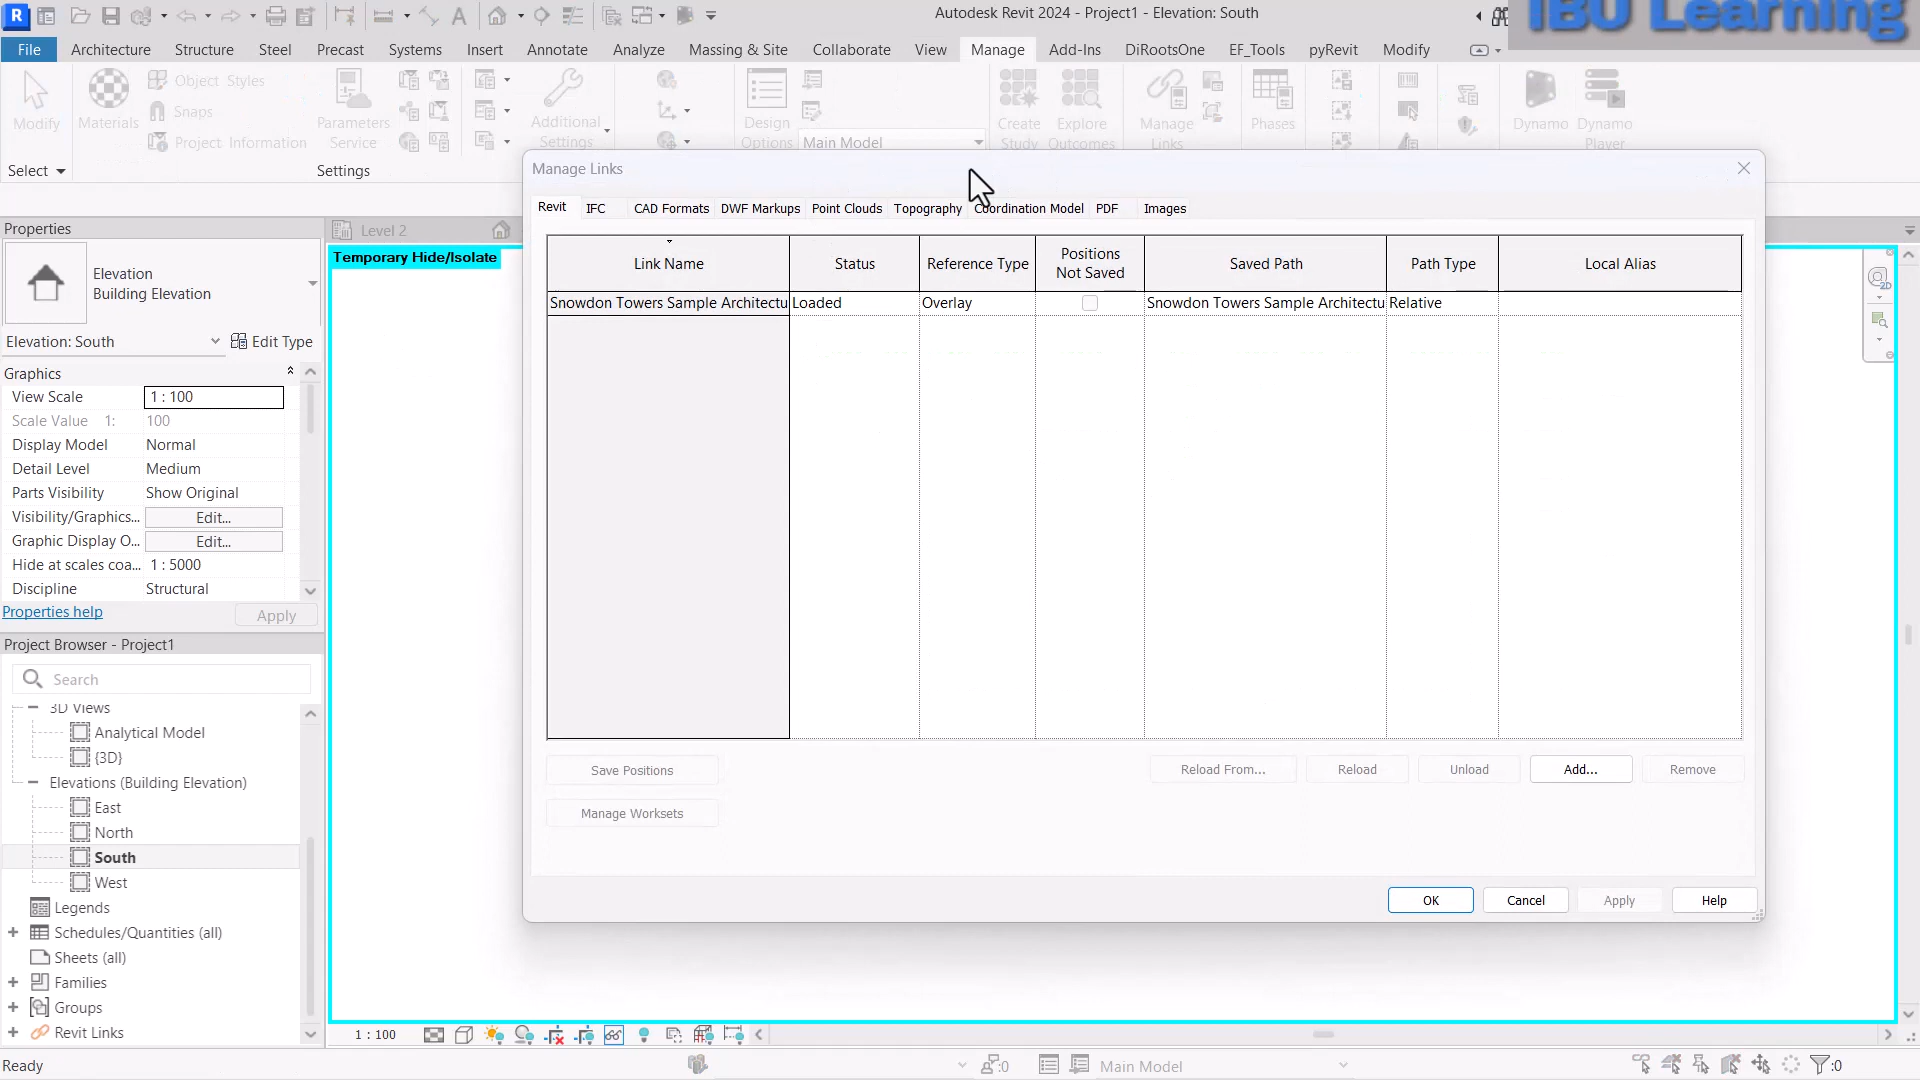 Autodesk Revit 2024 - Project1 - Elevation: South
IBU Learning
File Architecture Structure Steel Precast Systems Insert Annotate Analyze Massing & Site Collaborate View Manage Add-Ins DiRootsOne EF_Tools pyRevit Modify
Modify
Materials
Object Styles
Snaps
Project Information
Parameters
Service
Additional
Settings
Design
Options
Main Model
Create
Study
Explore
Outcomes
Manage
Links
Phases
Dynamo
Dynamo
Player
Select
Settings
Properties
Elevation
Building Elevation
Elevation: South
Edit Type
Graphics
View Scale 1 : 100
Scale Value 1: 100
Display Model Normal
Detail Level Medium
Parts Visibility Show Original
Visibility/Graphics... Edit...
Graphic Display O... Edit...
Hide at scales coa... 1 : 5000
Discipline Structural
Properties help
Apply
Project Browser - Project1
Search
3D Views
Analytical Model
{3D}
Elevations (Building Elevation)
East
North
South
West
Legends
Schedules/Quantities (all)
Sheets (all)
Families
Groups
Revit Links
Level 2
Temporary Hide/Isolate
Manage Links
Revit IFC CAD Formats DWF Markups Point Clouds Topography Coordination Model PDF Images
Link Name Status Reference Type Positions Not Saved Saved Path Path Type Local Alias
Snowdon Towers Sample Architectu Loaded Overlay Snowdon Towers Sample Architectu Relative
Save Positions
Reload From... Reload Unload Add... Remove
Manage Worksets
OK Cancel Apply Help
1 : 100
Ready
:0
Main Model
:0
2D